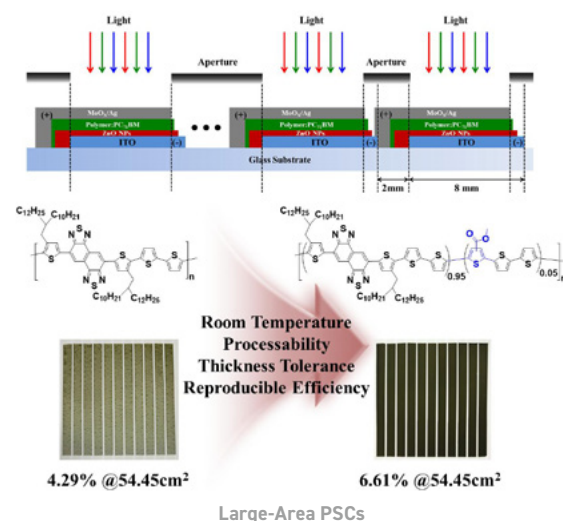 Light
Light
Light
Aperture
Aperture
(+)
MoOₓ/Ag
Polymer:PC₇₁BM
ZnO NPs
ITO
(-)
(+)
MoOₓ/Ag
Polymer:PC₇₁BM
ZnO NPs
ITO
(-)
(+)
MoOₓ/Ag
Polymer:PC₇₁BM
ZnO NPs
ITO
(-)
Glass Substrate
2mm
8 mm
C₁₂H₂₅
C₁₀H₂₁
N S N
S S S S
N S N
n
C₁₀H₂₁
C₁₂H₂₅
C₁₂H₂₅
C₁₀H₂₁
N S N
S S S S
N S N
0.95
O O
S S S
0.05
n
C₁₀H₂₁
C₁₂H₂₅
Room Temperature
Processability
Thickness Tolerance
Reproducible Efficiency
4.29% @54.45cm²
6.61% @54.45cm²
Large-Area PSCs